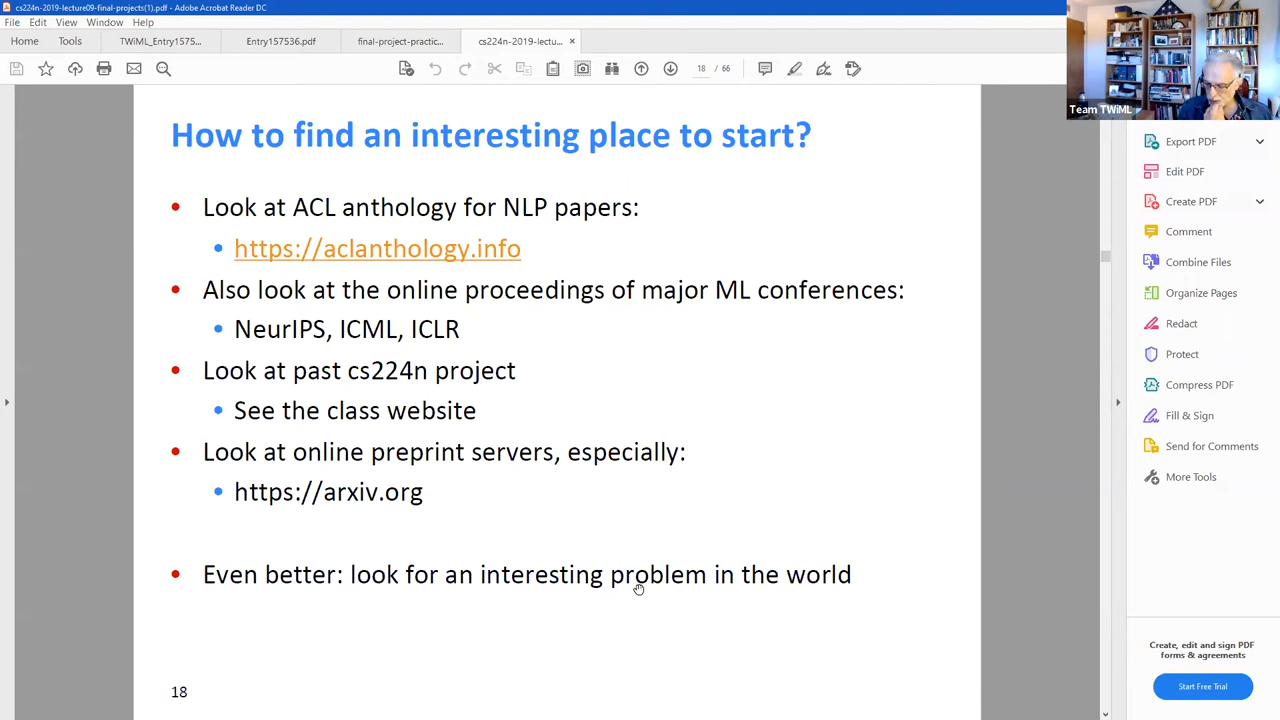 cs224n-2019-lecture09-final-projects(1).pdf - Adobe Acrobat Reader DC
File Edit View Window Help
Home Tools TWiML_Entry1575... Entry157536.pdf final-project-practic... cs224n-2019-lectu... ×
18 / 66
Team TWiML
How to find an interesting place to start?
• Look at ACL anthology for NLP papers:
• https://aclanthology.info
• Also look at the online proceedings of major ML conferences:
• NeurIPS, ICML, ICLR
• Look at past cs224n project
• See the class website
• Look at online preprint servers, especially:
• https://arxiv.org
• Even better: look for an interesting problem in the world
18
Export PDF
Edit PDF
Create PDF
Comment
Combine Files
Organize Pages
Redact
Protect
Compress PDF
Fill & Sign
Send for Comments
More Tools
Create, edit and sign PDF
forms & agreements
Start Free Trial